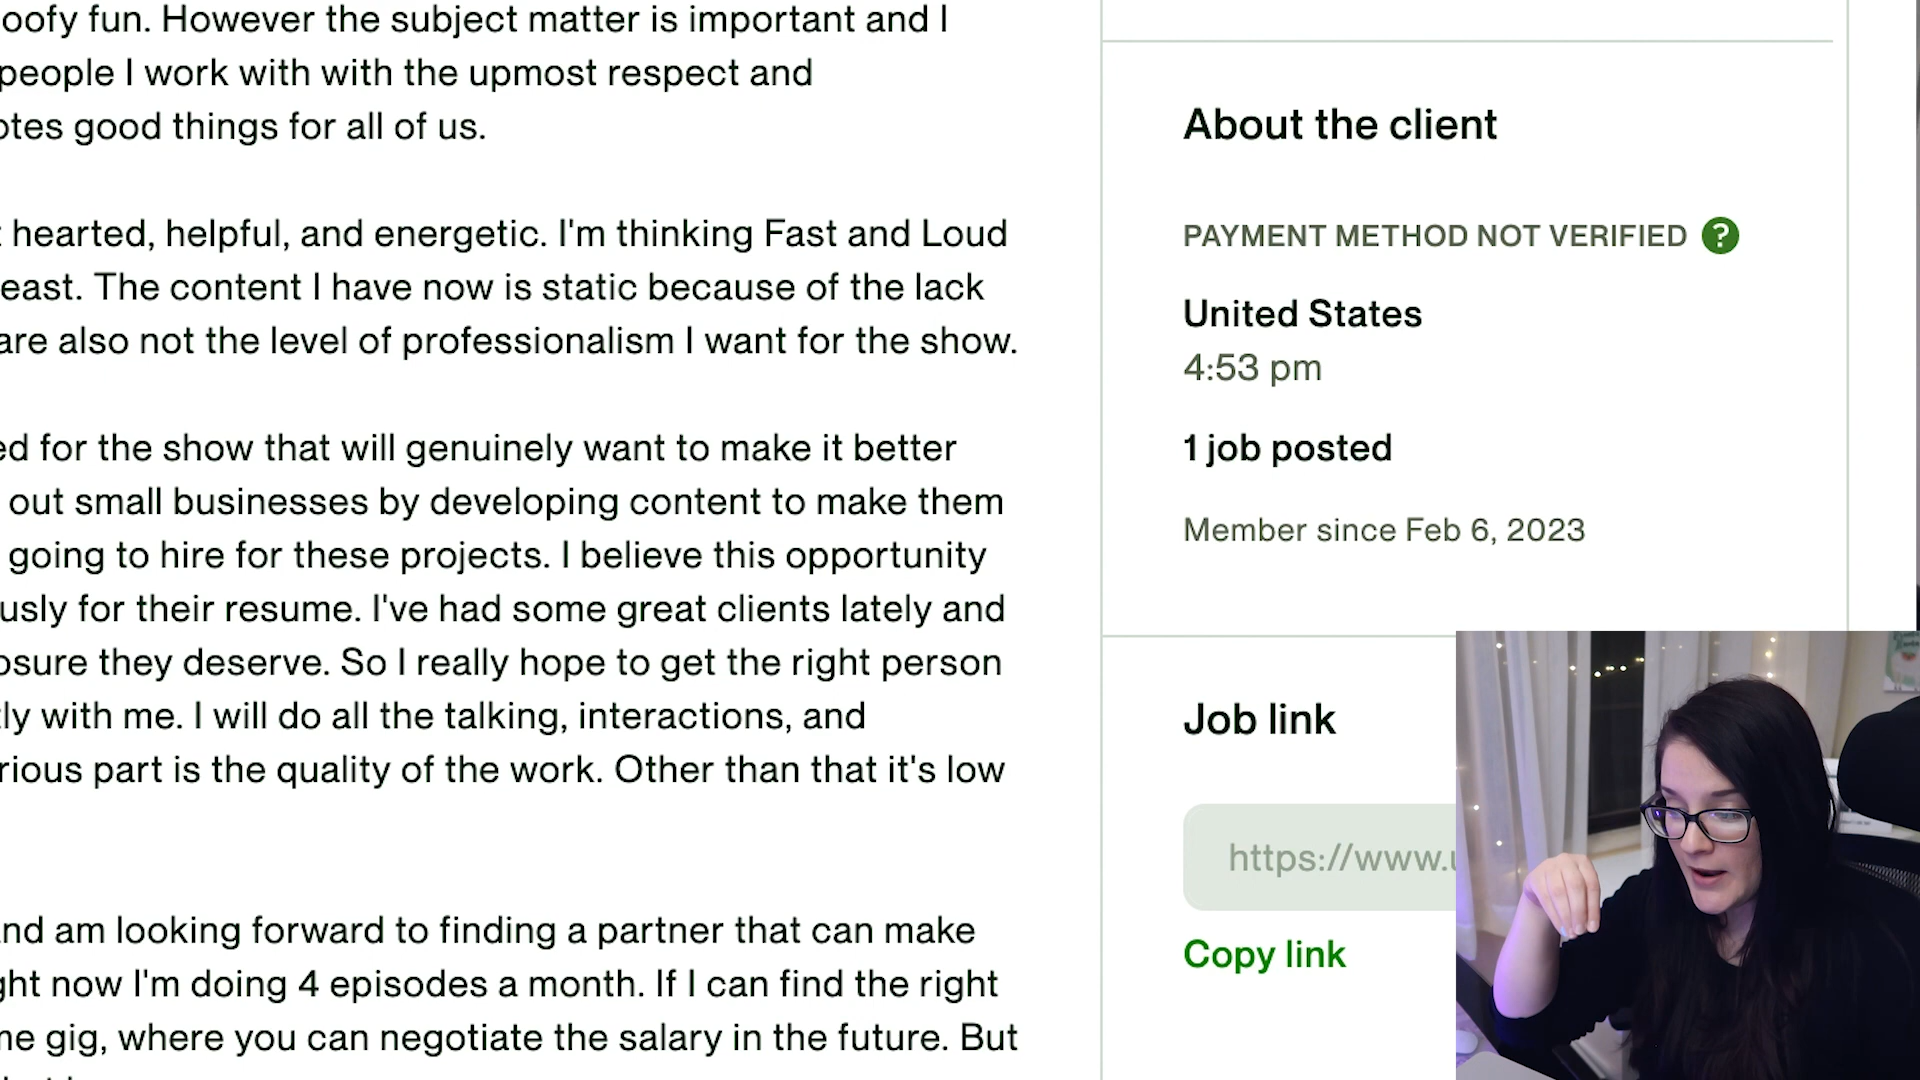 oofy fun. However the subject matter is important and I
people I work with with the upmost respect and
otes good things for all of us.
hearted, helpful, and energetic. I'm thinking Fast and Loud
east. The content I have now is static because of the lack
are also not the level of professionalism I want for the show.
ed for the show that will genuinely want to make it better
out small businesses by developing content to make them
going to hire for these projects. I believe this opportunity
usly for their resume. I've had some great clients lately and
osure they deserve. So I really hope to get the right person
tly with me. I will do all the talking, interactions, and
rious part is the quality of the work. Other than that it's low
and am looking forward to finding a partner that can make
ght now I'm doing 4 episodes a month. If I can find the right
me gig, where you can negotiate the salary in the future. But
About the client
PAYMENT METHOD NOT VERIFIED ?
United States
4:53 pm
1 job posted
Member since Feb 6, 2023
Job link
https://www.u
Copy link